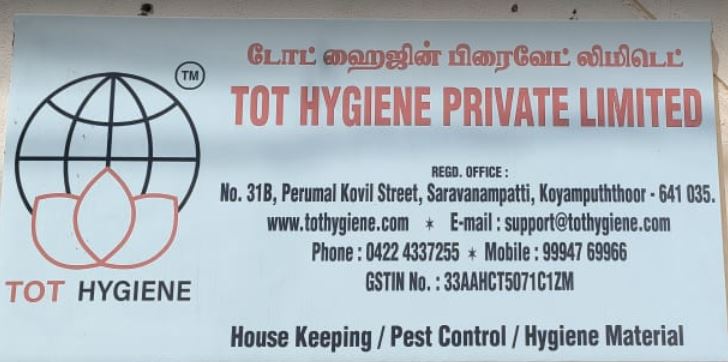 TM
TOT HYGIENE
டோட் ஹைஜின் பிரைவேட் லிமிடெட்
TOT HYGIENE PRIVATE LIMITED
REGD. OFFICE :
No. 31B, Perumal Kovil Street, Saravanampatti, Koyampuththoor - 641 035.
www.tothygiene.com * E-mail : support@tothygiene.com
Phone : 0422 4337255 * Mobile : 99947 69966
GSTIN No. : 33AAHCT5071C1ZM
House Keeping / Pest Control / Hygiene Material